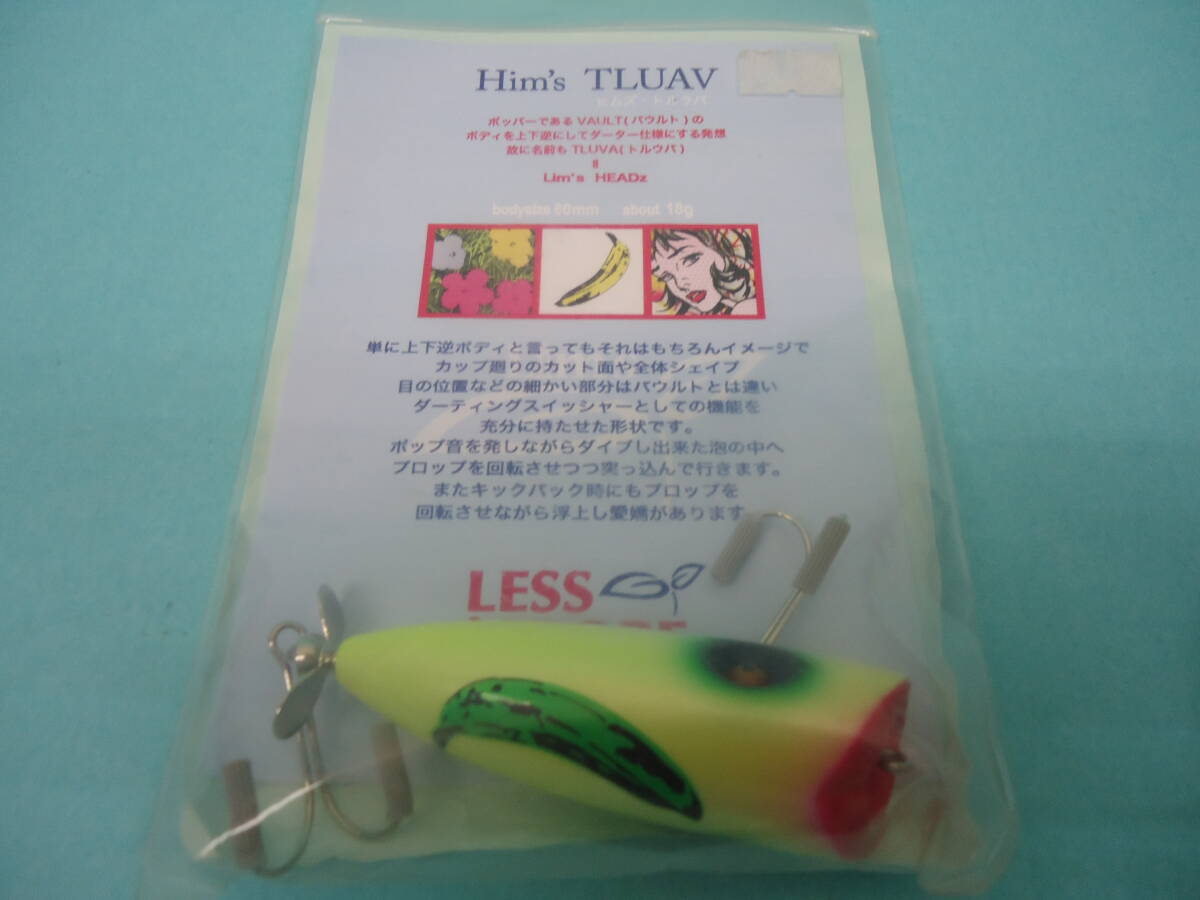 Him's TLUAV
ヒムズ・トルウバ
ポッパーであるVAULT(バウルト)の
ボディを上下逆にしてダーター仕様にする発想
故に名前もTLUVA(トルウバ)
Lim's HEADz
bodysize 80mm about 18g
単に上下逆ボディと言ってもそれはもちろんイメージで
カップ廻りのカット面や全体シェイプ
目の位置などの細かい部分はバウルトとは違い
ダーティングスイッシャーとしての機能を
充分に持たせた形状です。
ポップ音を発しながらダイブし出来た泡の中へ
プロップを回転させつつ突っ込んで行きます。
またキックバック時にもプロップを
回転させながら浮上し愛嬌があります
LESS